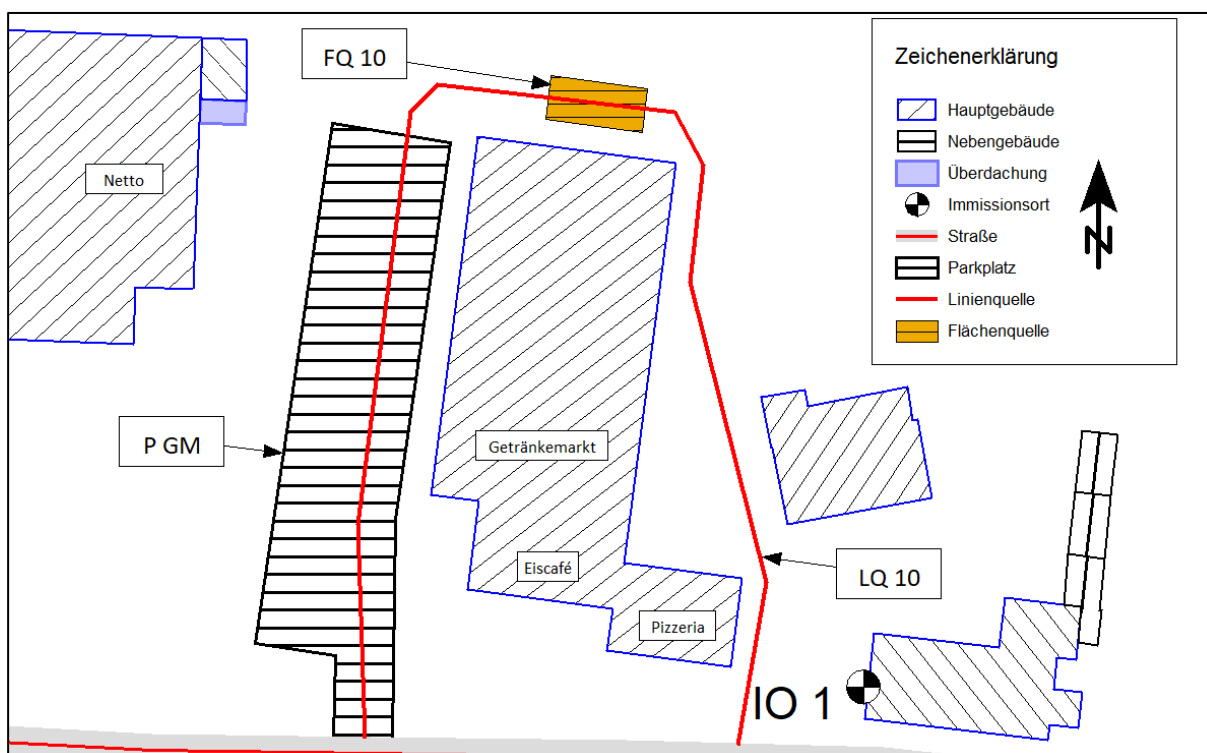 FQ 10
Netto
P GM
Getränkemarkt
Eiscafé
Pizzeria
LQ 10
IO 1
Zeichenerklärung
Hauptgebäude
Nebengebäude
Überdachung
Immissionsort
Straße
Parkplatz
Linienquelle
Flächenquelle
N